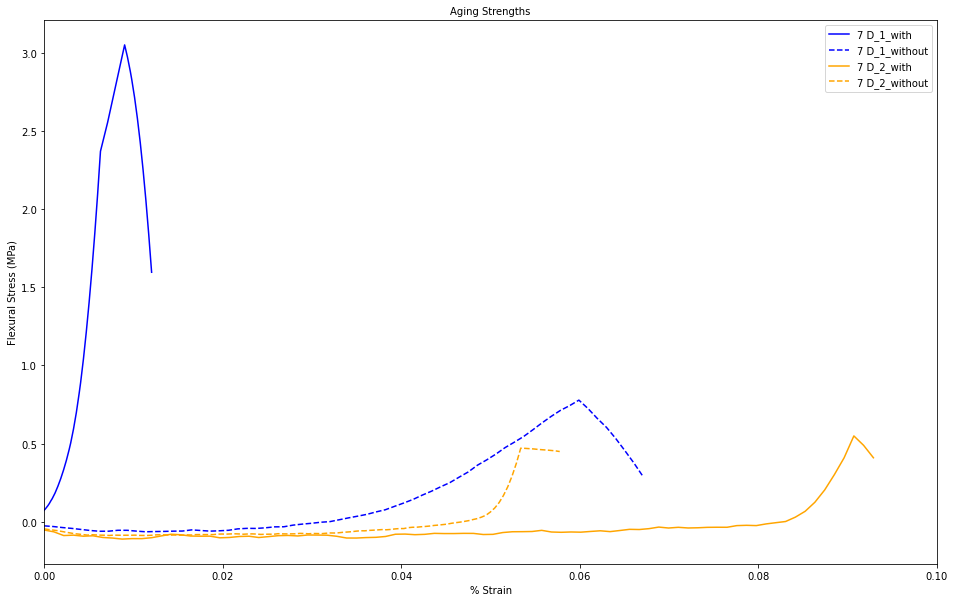 Aging Strengths
7 D_1_with
7 D_1_without
7 D_2_with
7 D_2_without
Flexural Stress (MPa)
3.0
2.5
2.0
1.5
1.0
0.5
0.0
0.00 0.02 0.04 0.06 0.08 0.10
% Strain